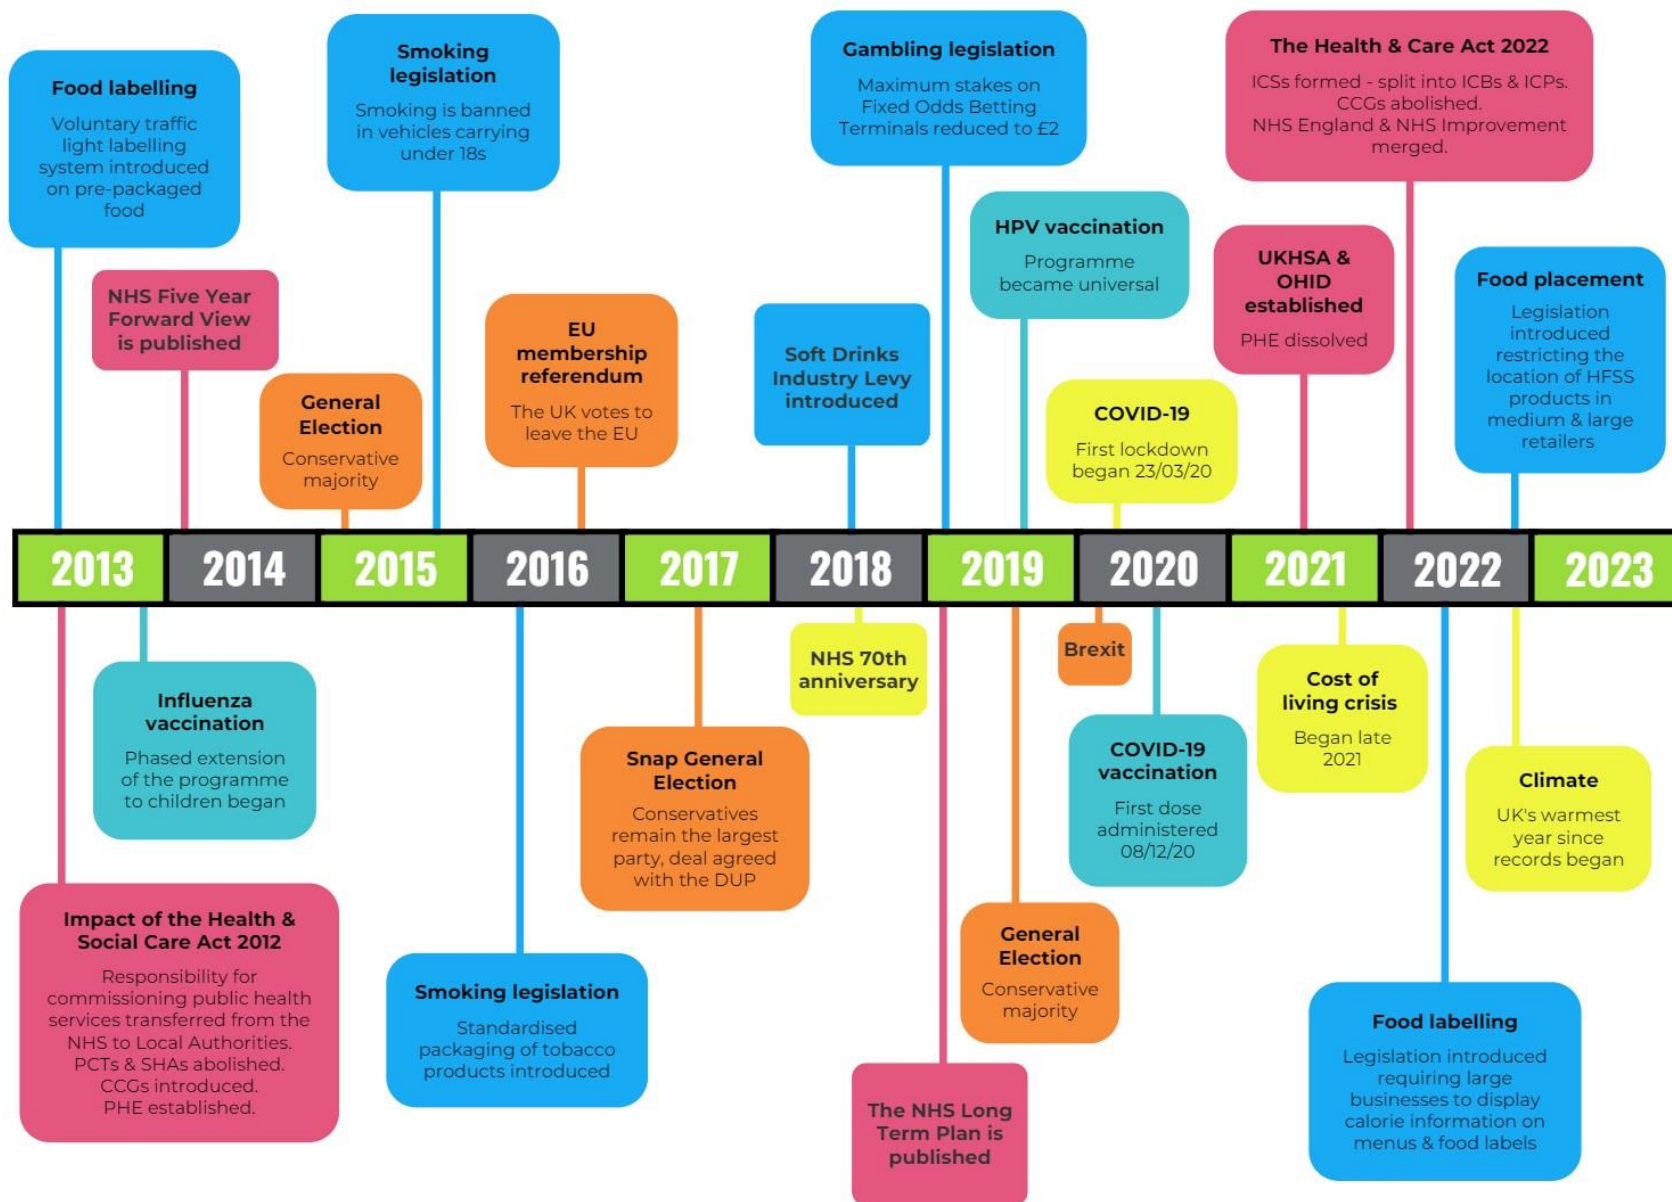 Food labelling
Voluntary traffic
light labelling
system introduced
on pre-packaged
food
Smoking
legislation
Smoking is banned
in vehicles carrying
under 18s
Gambling legislation
Maximum stakes on
Fixed Odds Betting
Terminals reduced to £2
The Health & Care Act 2022
ICSs formed - split into ICBs & ICPs.
CCGs abolished.
NHS England & NHS Improvement
merged.
NHS Five Year
Forward View
is published
General
Election
Conservative
majority
EU
membership
referendum
The UK votes to
leave the EU
Soft Drinks
Industry Levy
introduced
HPV vaccination
Programme
became universal
COVID-19
First lockdown
began 23/03/20
UKHSA &
OHID
established
PHE dissolved
Food placement
Legislation
introduced
restricting the
location of HFSS
products in
medium & large
retailers
2013 2014 2015 2016 2017 2018 2019 2020 2021 2022 2023
Influenza
vaccination
Phased extension
of the programme
to children began
Impact of the Health &
Social Care Act 2012
Responsibility for
commissioning public health
services transferred from the
NHS to Local Authorities.
PCTs & SHAs abolished.
CCGs introduced.
PHE established.
Smoking legislation
Standardised
packaging of tobacco
products introduced
Snap General
Election
Conservatives
remain the largest
party, deal agreed
with the DUP
NHS 70th
anniversary
The NHS Long
Term Plan is
published
General
Election
Conservative
majority
Brexit
COVID-19
vaccination
First dose
administered
08/12/20
Cost of
living crisis
Began late
2021
Food labelling
Legislation introduced
requiring large
businesses to display
calorie information on
menus & food labels
Climate
UK's warmest
year since
records began